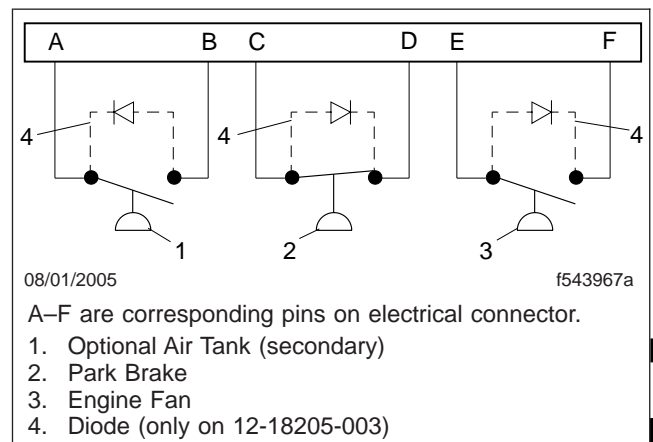 A B C D E F
4 4 4
1 2 3
08/01/2005 f543967a
A–F are corresponding pins on electrical connector.
1. Optional Air Tank (secondary)
2. Park Brake
3. Engine Fan
4. Diode (only on 12-18205-003)